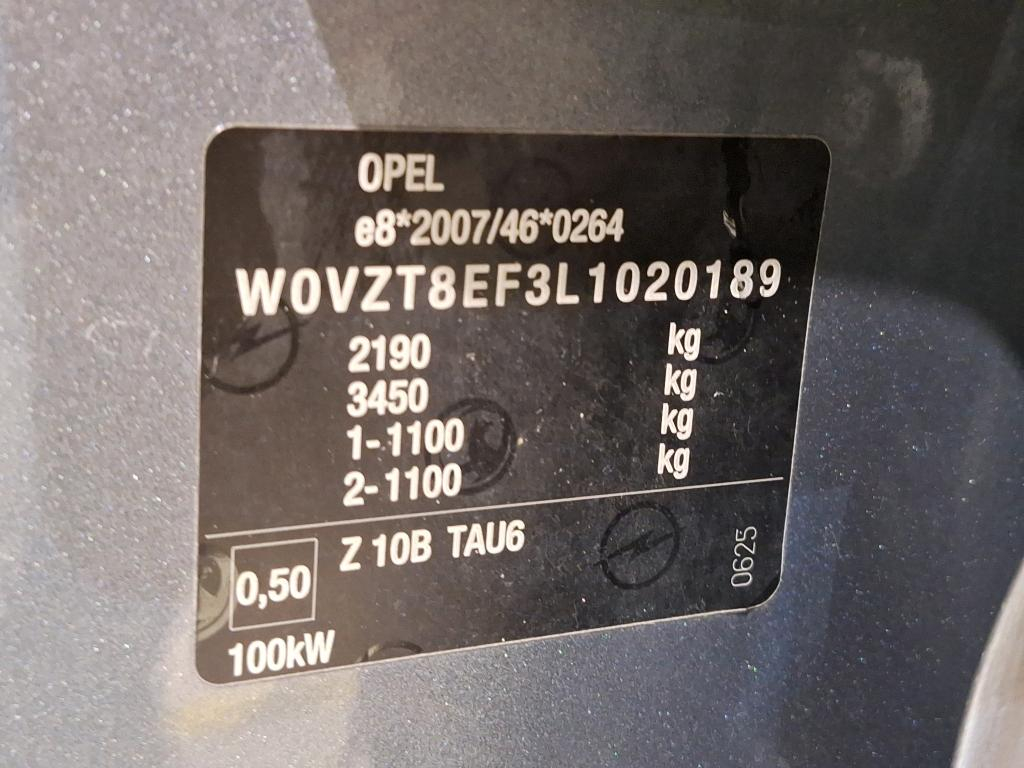 OPEL
e8*2007/46*0264
W0VZT8EF3L1020189
2190 kg
3450 kg
1-1100 kg
2-1100 kg
Z 10B TAU6
0,50
100kW
0625